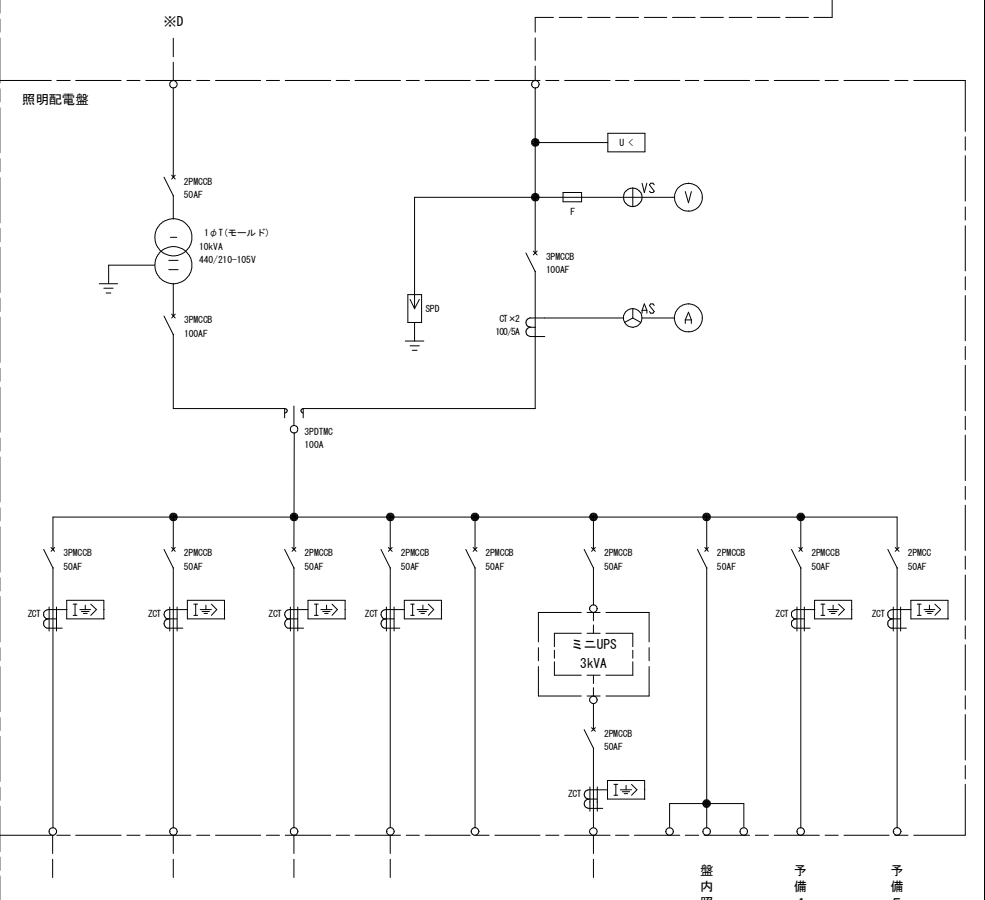 ※D
照明配電盤
U <
VS
V
F
2PMCCB
50AF
1φT(モールド)
10kVA
440/210-105V
3PMCCB
100AF
SPD
CT×2
100/5A
AS
A
3PMCCB
100AF
3PDTMC
100A
3PMCCB
50AF
2PMCCB
50AF
2PMCCB
50AF
2PMCCB
50AF
2PMCCB
50AF
2PMCCB
50AF
2PMCCB
50AF
2PMCCB
50AF
2PMCC
50AF
ZCT
I
ZCT
I
ZCT
I
ZCT
I
ZCT
I
ZCT
I
ミニUPS
3kVA
2PMCCB
50AF
ZCT
I
盤内
予備
予備